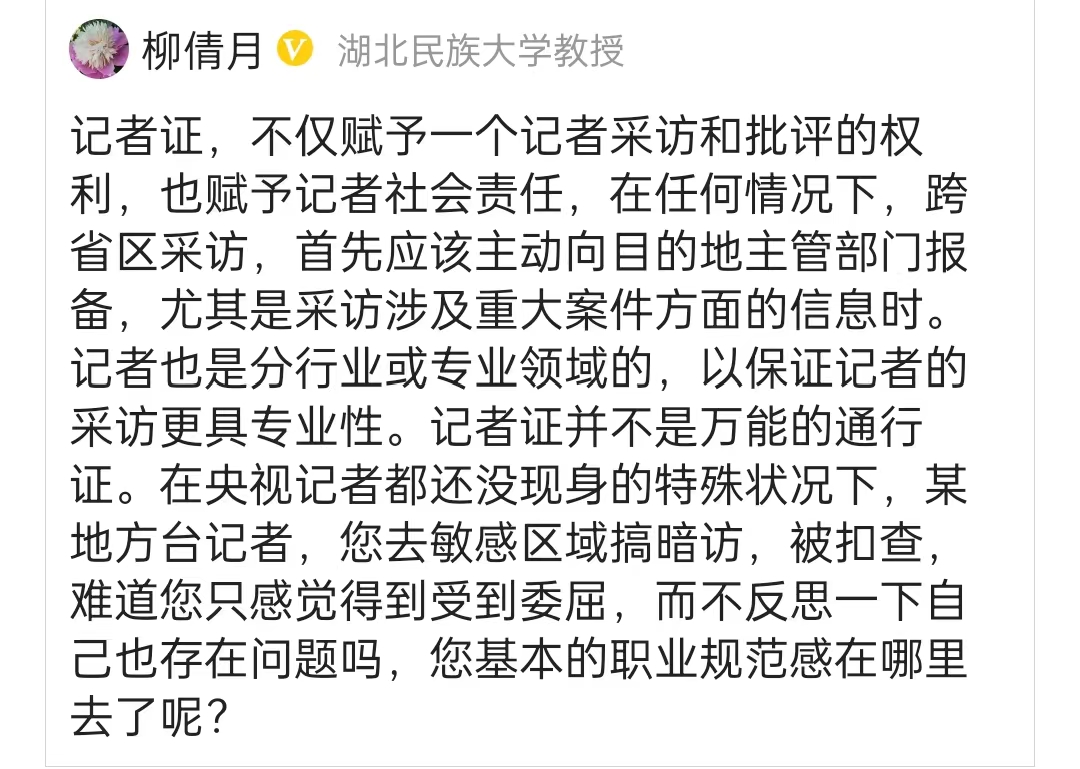 柳倩月 V 湖北民族大学教授
记者证，不仅赋予一个记者采访和批评的权
利，也赋予记者社会责任，在任何情况下，跨
省区采访，首先应该主动向目的地主管部门报
备，尤其是采访涉及重大案件方面的信息时。
记者也是分行业或专业领域的，以保证记者的
采访更具专业性。记者证并不是万能的通行
证。在央视记者都还没现身的特殊状况下，某
地方台记者，您去敏感区域搞暗访，被扣查，
难道您只感觉得到受到委屈，而不反思一下自
己也存在问题吗，您基本的职业规范感在哪里
去了呢？